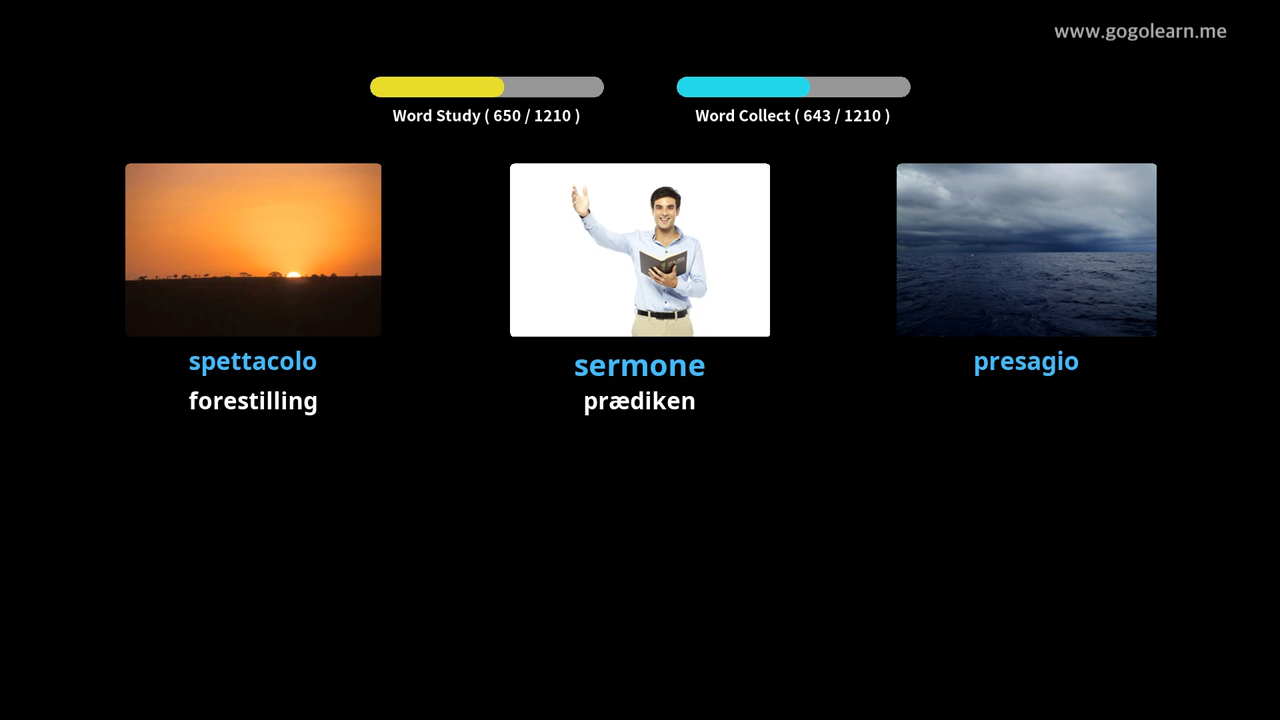 www.gogolearn.me
Word Study ( 650 / 1210 )
Word Collect ( 643 / 1210 )
spettacolo
sermone
presagio
forestilling
prædiken